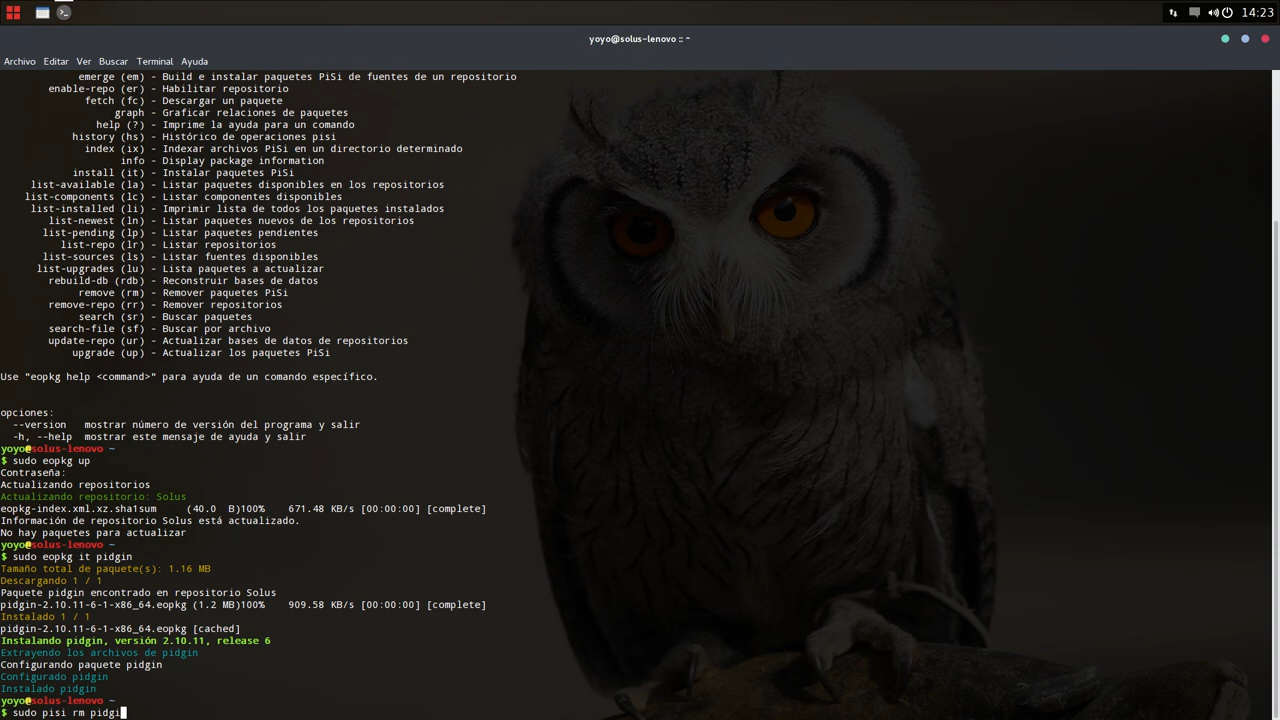 14:23
yoyo@solus-lenovo :: ~
Archivo Editar Ver Buscar Terminal Ayuda
emerge (em) - Build e instalar paquetes PiSi de fuentes de un repositorio
enable-repo (er) - Habilitar repositorio
fetch (fc) - Descargar un paquete
graph - Graficar relaciones de paquetes
help (?) - Imprime la ayuda para un comando
history (hs) - Histórico de operaciones pisi
index (ix) - Indexar archivos PiSi en un directorio determinado
info - Display package information
install (it) - Instalar paquetes PiSi
list-available (la) - Listar paquetes disponibles en los repositorios
list-components (lc) - Listar componentes disponibles
list-installed (li) - Imprimir lista de todos los paquetes instalados
list-newest (ln) - Listar paquetes nuevos de los repositorios
list-pending (lp) - Listar paquetes pendientes
list-repo (lr) - Listar repositorios
list-sources (ls) - Listar fuentes disponibles
list-upgrades (lu) - Lista paquetes a actualizar
rebuild-db (rdb) - Reconstruir bases de datos
remove (rm) - Remover paquetes PiSi
remove-repo (rr) - Remover repositorios
search (sr) - Buscar paquetes
search-file (sf) - Buscar por archivo
update-repo (ur) - Actualizar bases de datos de repositorios
upgrade (up) - Actualizar los paquetes PiSi
Use "eopkg help <command>" para ayuda de un comando específico.
opciones:
--version mostrar número de versión del programa y salir
-h, --help mostrar este mensaje de ayuda y salir
yoyo@solus-lenovo ~
$ sudo eopkg up
Contraseña:
Actualizando repositorios
Actualizando repositorio: Solus
eopkg-index.xml.xz.sha1sum (40.0 B)100% 671.48 KB/s [00:00:00] [complete]
Información de repositorio Solus está actualizado.
No hay paquetes para actualizar
yoyo@solus-lenovo ~
$ sudo eopkg it pidgin
Tamaño total de paquete(s): 1.16 MB
Descargando 1 / 1
Paquete pidgin encontrado en repositorio Solus
pidgin-2.10.11-6-1-x86_64.eopkg (1.2 MB)100% 909.58 KB/s [00:00:00] [complete]
Instalado 1 / 1
pidgin-2.10.11-6-1-x86_64.eopkg [cached]
Instalando pidgin, versión 2.10.11, release 6
Extrayendo los archivos de pidgin
Configurando paquete pidgin
Configurado pidgin
Instalado pidgin
yoyo@solus-lenovo ~
$ sudo pisi rm pidgi